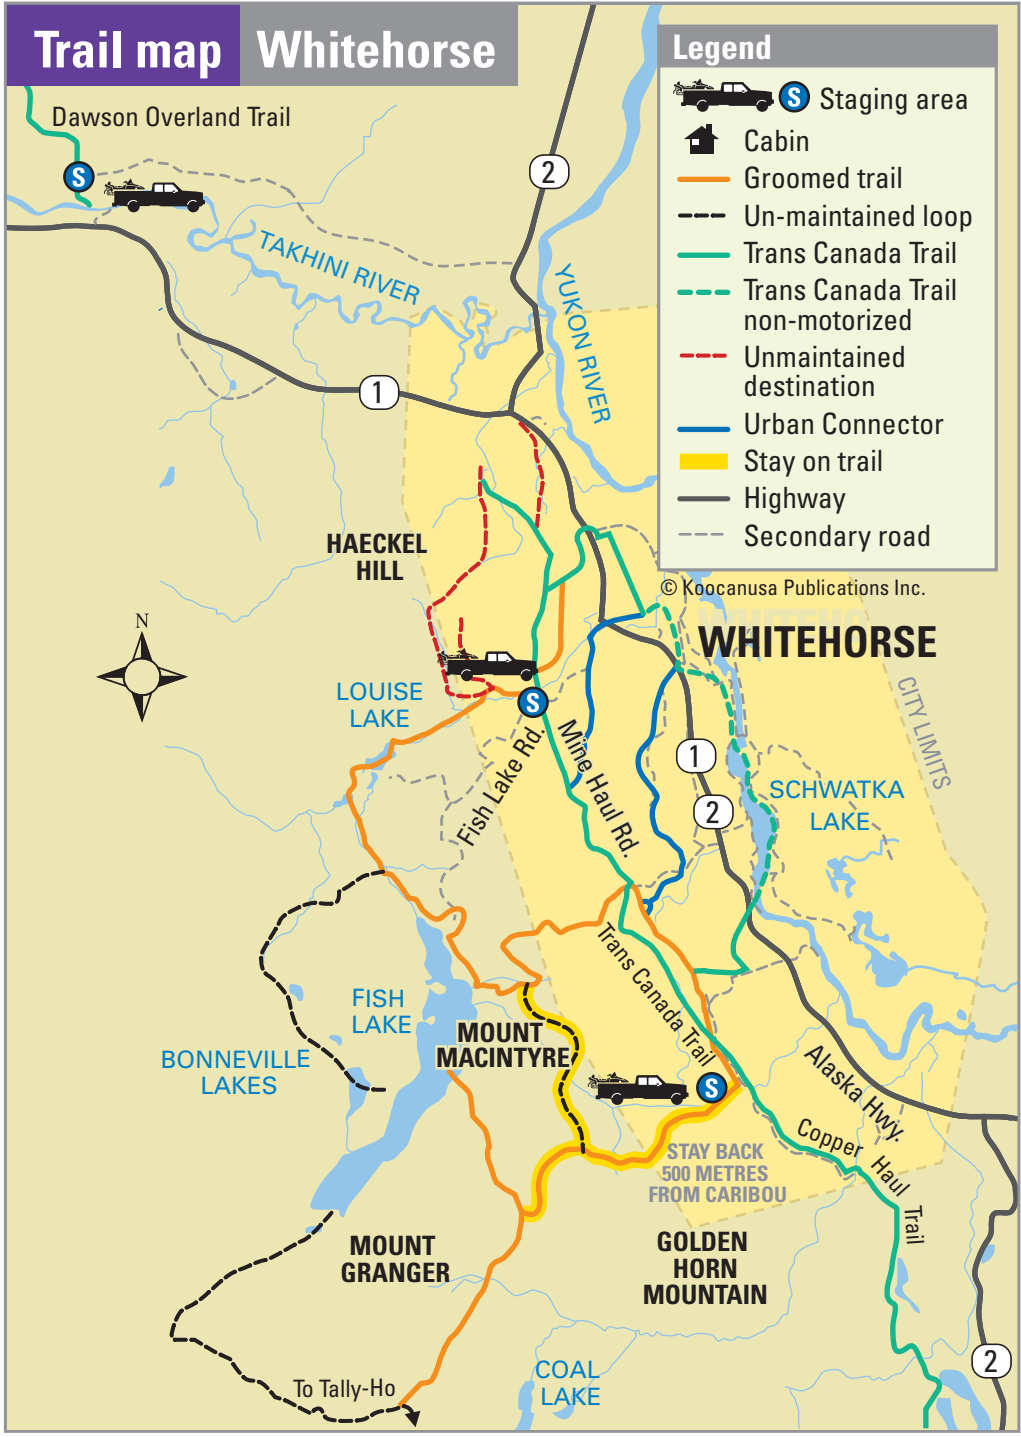 Trail map Whitehorse
Legend
S Staging area
Cabin
Groomed trail
Un-maintained loop
Trans Canada Trail
Trans Canada Trail
non-motorized
Unmaintained
destination
Urban Connector
Stay on trail
Highway
Secondary road
© Koocanusa Publications Inc.
Dawson Overland Trail
S
2
TAKHINI RIVER
YUKON RIVER
1
HAECKEL
HILL
N
WHITEHORSE
LOUISE
LAKE
S
CITY LIMITS
Fish Lake Rd.
Mine Haul Rd.
1
2
SCHWATKA
LAKE
Trans Canada Trail
FISH
LAKE
BONNEVILLE
LAKES
MOUNT
MACINTYRE
S
Alaska Hwy.
Copper Haul Trail
STAY BACK
500 METRES
FROM CARIBOU
MOUNT
GRANGER
GOLDEN
HORN
MOUNTAIN
2
To Tally-Ho
COAL
LAKE